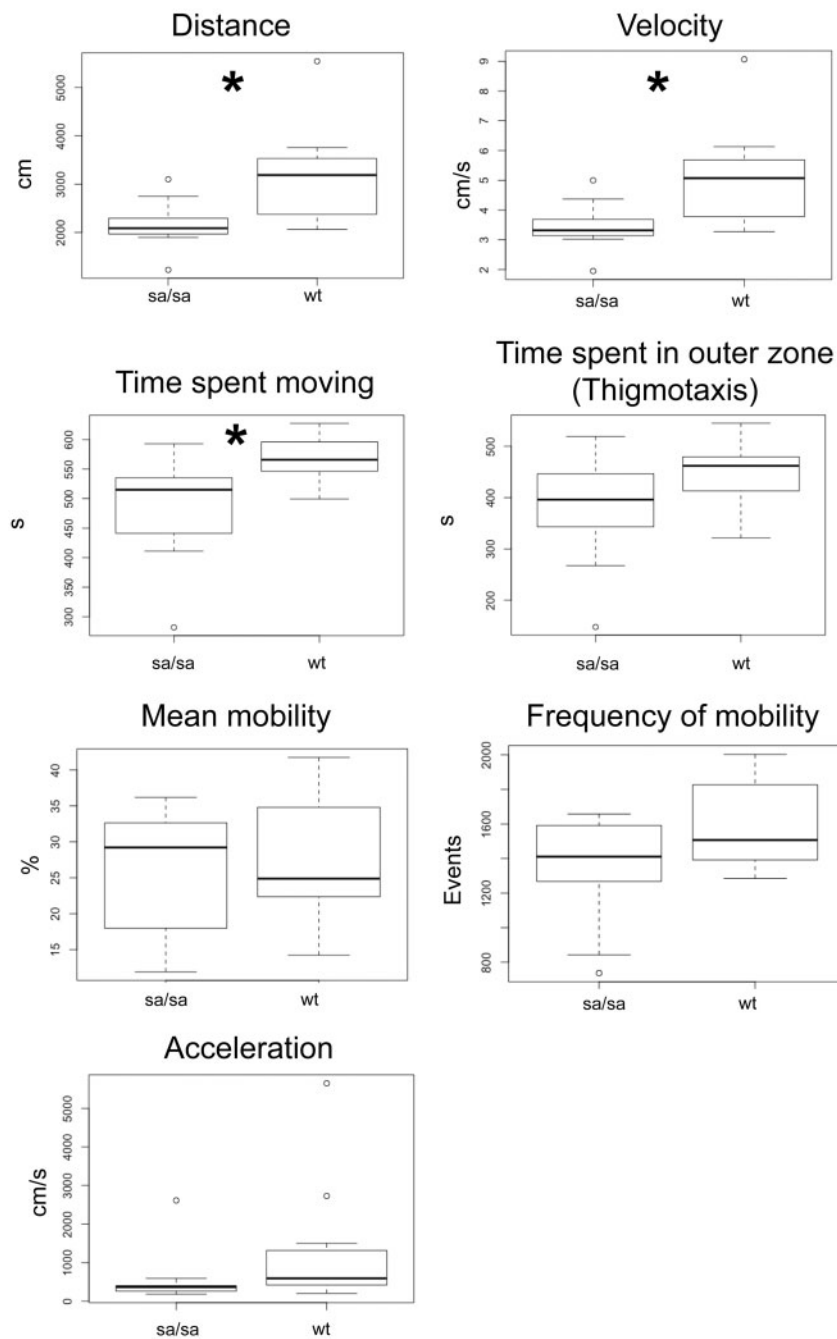 Distance
*
cm
5000
4000
3000
2000
sa/sa wt
Velocity
*
cm/s
9
8
7
6
5
4
3
2
sa/sa wt
Time spent moving
*
s
600
550
500
450
400
350
300
sa/sa wt
Time spent in outer zone
(Thigmotaxis)
s
500
400
300
200
sa/sa wt
Mean mobility
%
40
35
30
25
20
15
sa/sa wt
Frequency of mobility
Events
2000
1600
1200
800
sa/sa wt
Acceleration
cm/s
5000
4000
3000
2000
1000
0
sa/sa wt